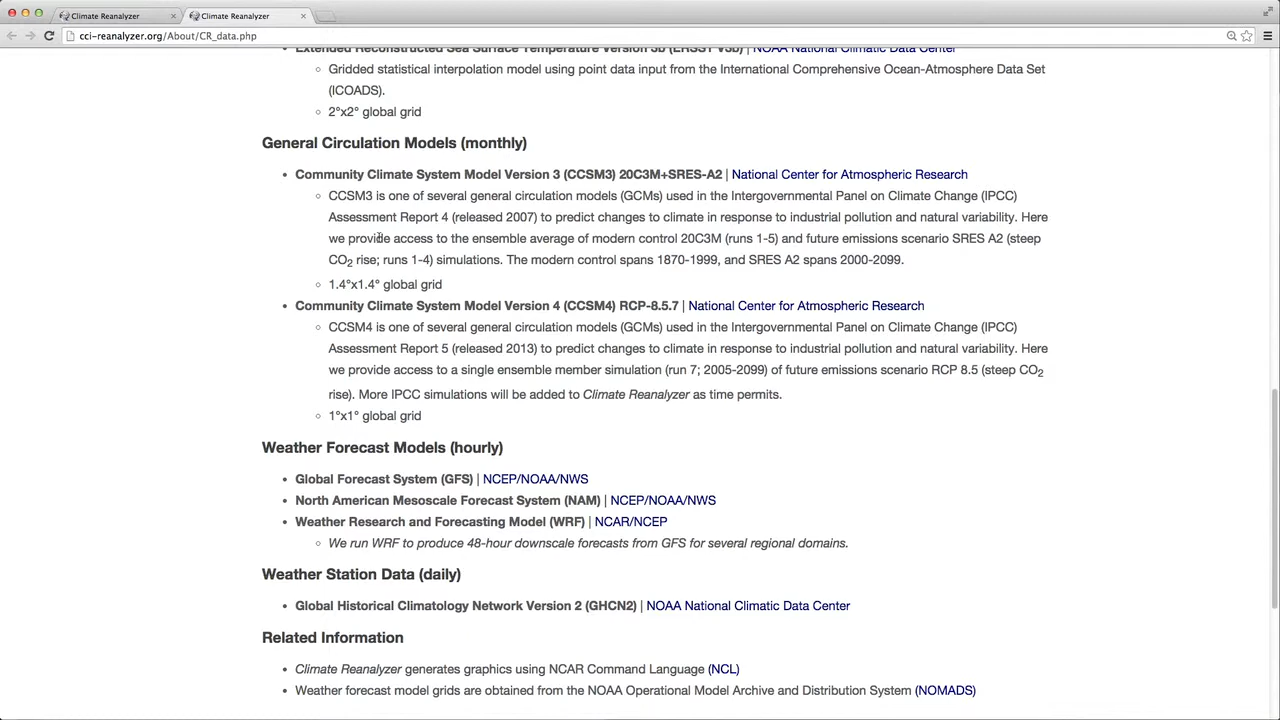 Climate Reanalyzer
Climate Reanalyzer
cci-reanalyzer.org/About/CR_data.php
Extended Reconstructed Sea Surface Temperature Version 3b (ERSST V3b) | NOAA National Climatic Data Center
Gridded statistical interpolation model using point data input from the International Comprehensive Ocean-Atmosphere Data Set
(ICOADS).
2°x2° global grid
General Circulation Models (monthly)
Community Climate System Model Version 3 (CCSM3) 20C3M+SRES-A2 | National Center for Atmospheric Research
CCSM3 is one of several general circulation models (GCMs) used in the Intergovernmental Panel on Climate Change (IPCC)
Assessment Report 4 (released 2007) to predict changes to climate in response to industrial pollution and natural variability. Here
we provide access to the ensemble average of modern control 20C3M (runs 1-5) and future emissions scenario SRES A2 (steep
CO2 rise; runs 1-4) simulations. The modern control spans 1870-1999, and SRES A2 spans 2000-2099.
1.4°x1.4° global grid
Community Climate System Model Version 4 (CCSM4) RCP-8.5.7 | National Center for Atmospheric Research
CCSM4 is one of several general circulation models (GCMs) used in the Intergovernmental Panel on Climate Change (IPCC)
Assessment Report 5 (released 2013) to predict changes to climate in response to industrial pollution and natural variability. Here
we provide access to a single ensemble member simulation (run 7; 2005-2099) of future emissions scenario RCP 8.5 (steep CO2
rise). More IPCC simulations will be added to Climate Reanalyzer as time permits.
1°x1° global grid
Weather Forecast Models (hourly)
Global Forecast System (GFS) | NCEP/NOAA/NWS
North American Mesoscale Forecast System (NAM) | NCEP/NOAA/NWS
Weather Research and Forecasting Model (WRF) | NCAR/NCEP
We run WRF to produce 48-hour downscale forecasts from GFS for several regional domains.
Weather Station Data (daily)
Global Historical Climatology Network Version 2 (GHCN2) | NOAA National Climatic Data Center
Related Information
Climate Reanalyzer generates graphics using NCAR Command Language (NCL)
Weather forecast model grids are obtained from the NOAA Operational Model Archive and Distribution System (NOMADS)